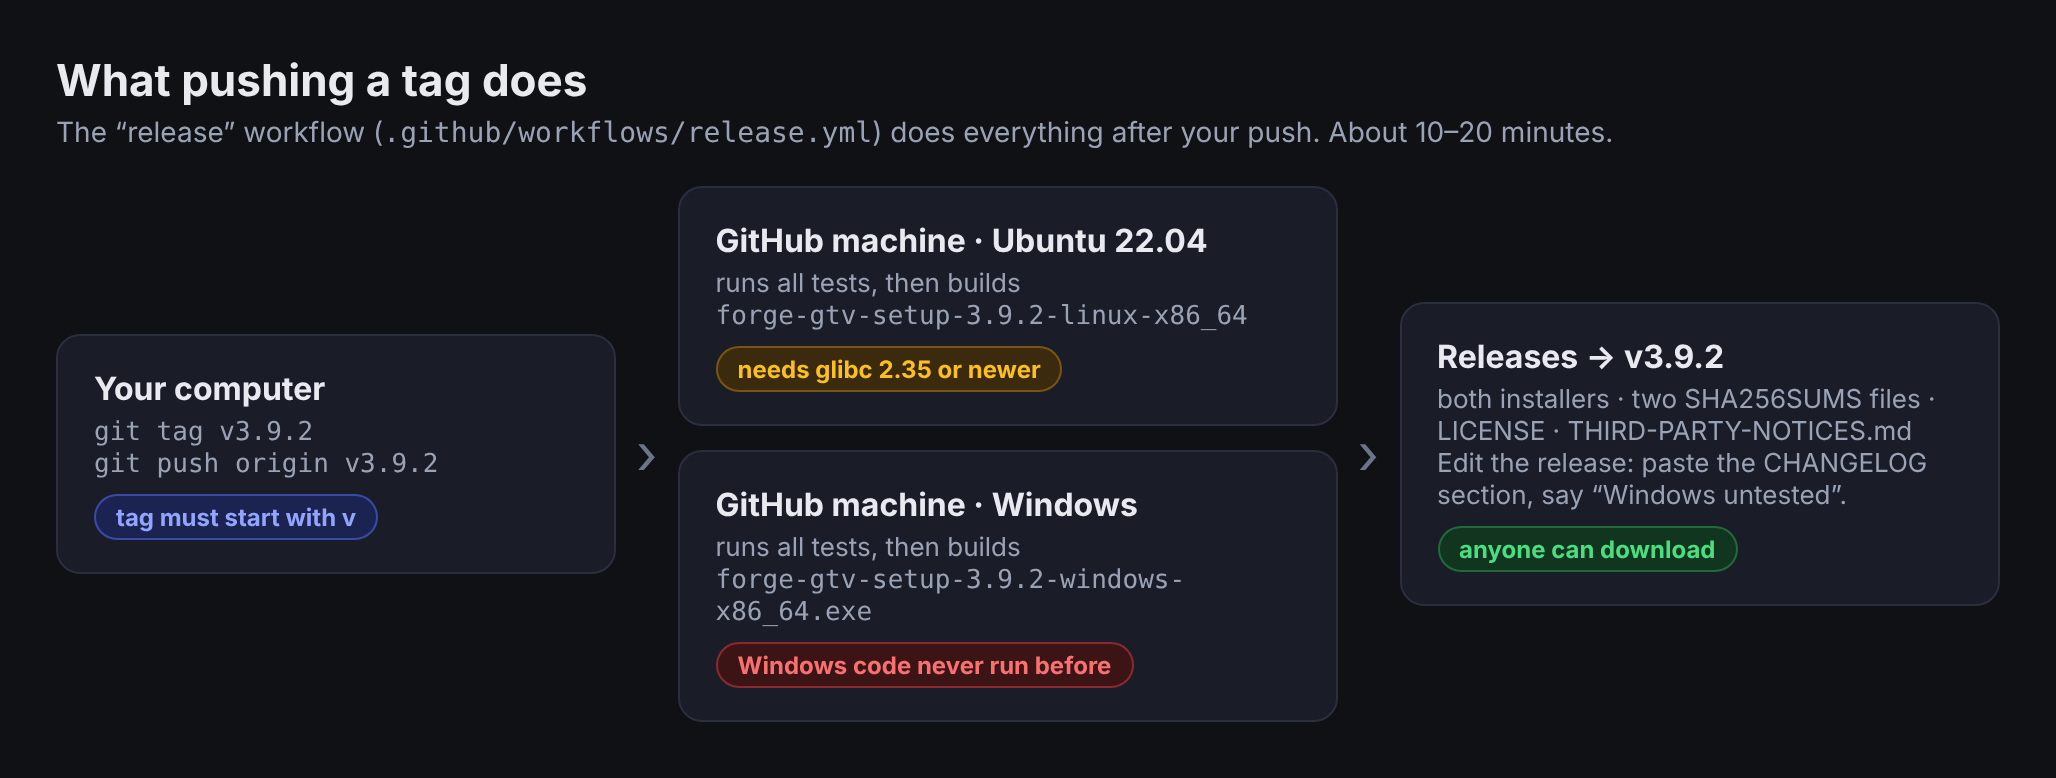 What pushing a tag does
The “release” workflow (.github/workflows/release.yml) does everything after your push. About 10–20 minutes.
Your computer
git tag v3.9.2
git push origin v3.9.2
tag must start with v
›
GitHub machine · Ubuntu 22.04
runs all tests, then builds
forge-gtv-setup-3.9.2-linux-x86_64
needs glibc 2.35 or newer
GitHub machine · Windows
runs all tests, then builds
forge-gtv-setup-3.9.2-windows-
x86_64.exe
Windows code never run before
›
Releases → v3.9.2
both installers · two SHA256SUMS files ·
LICENSE · THIRD-PARTY-NOTICES.md
Edit the release: paste the CHANGELOG
section, say “Windows untested”.
anyone can download